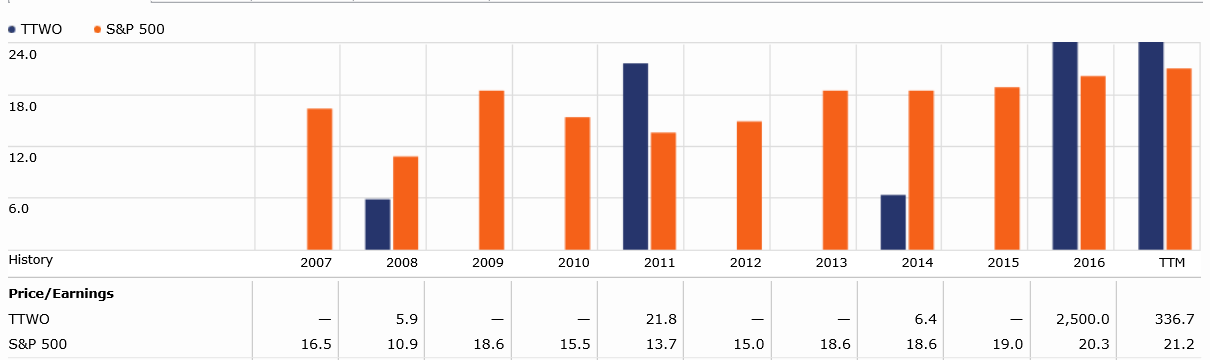 TTWO S&P 500
24.0
18.0
12.0
6.0
History 2007 2008 2009 2010 2011 2012 2013 2014 2015 2016 TTM
Price/Earnings
TTWO — 5.9 — — 21.8 — — 6.4 — 2,500.0 336.7
S&P 500 16.5 10.9 18.6 15.5 13.7 15.0 18.6 18.6 19.0 20.3 21.2